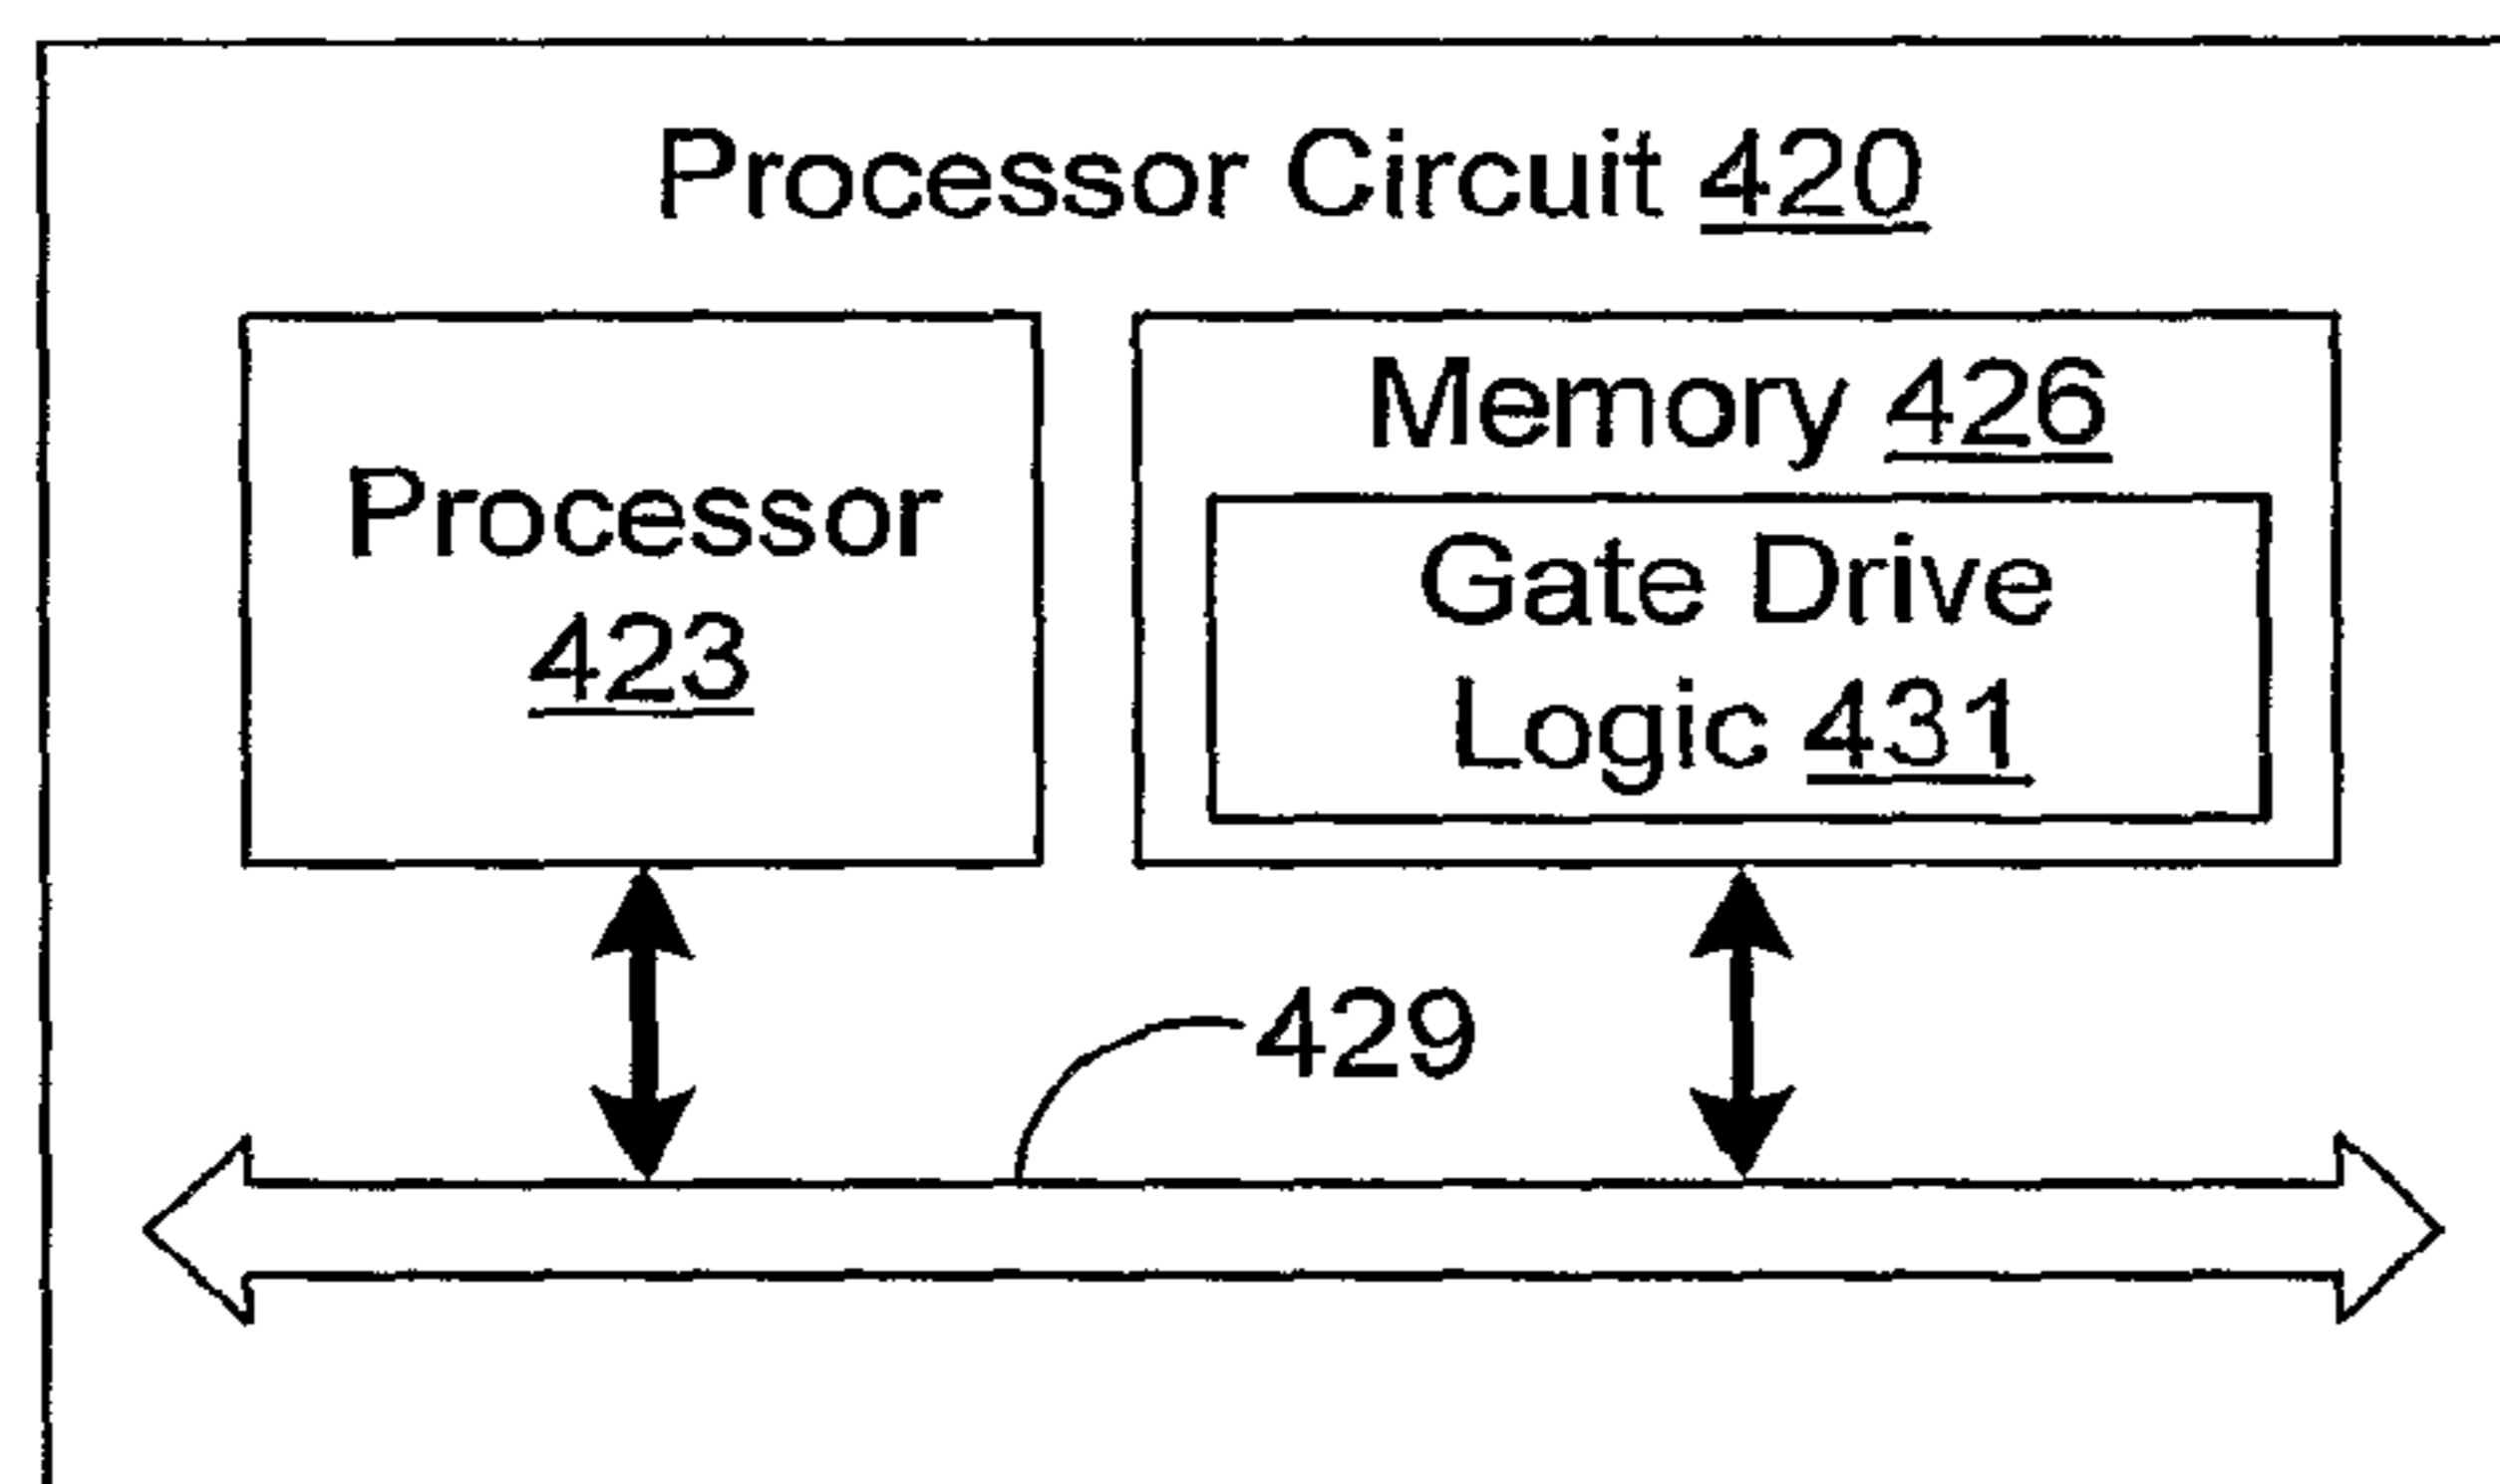 Processor Circuit 420
Processor
423
Memory 426
Gate Drive
Logic 431
429